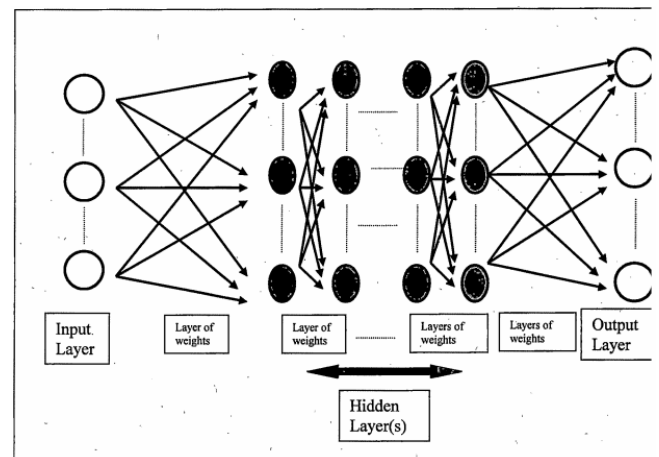 Input
Layer
Layer of
weights
Layer of
weights
Layers of
weights
Layers of
weights
Output
Layer
Hidden
Layer(s)